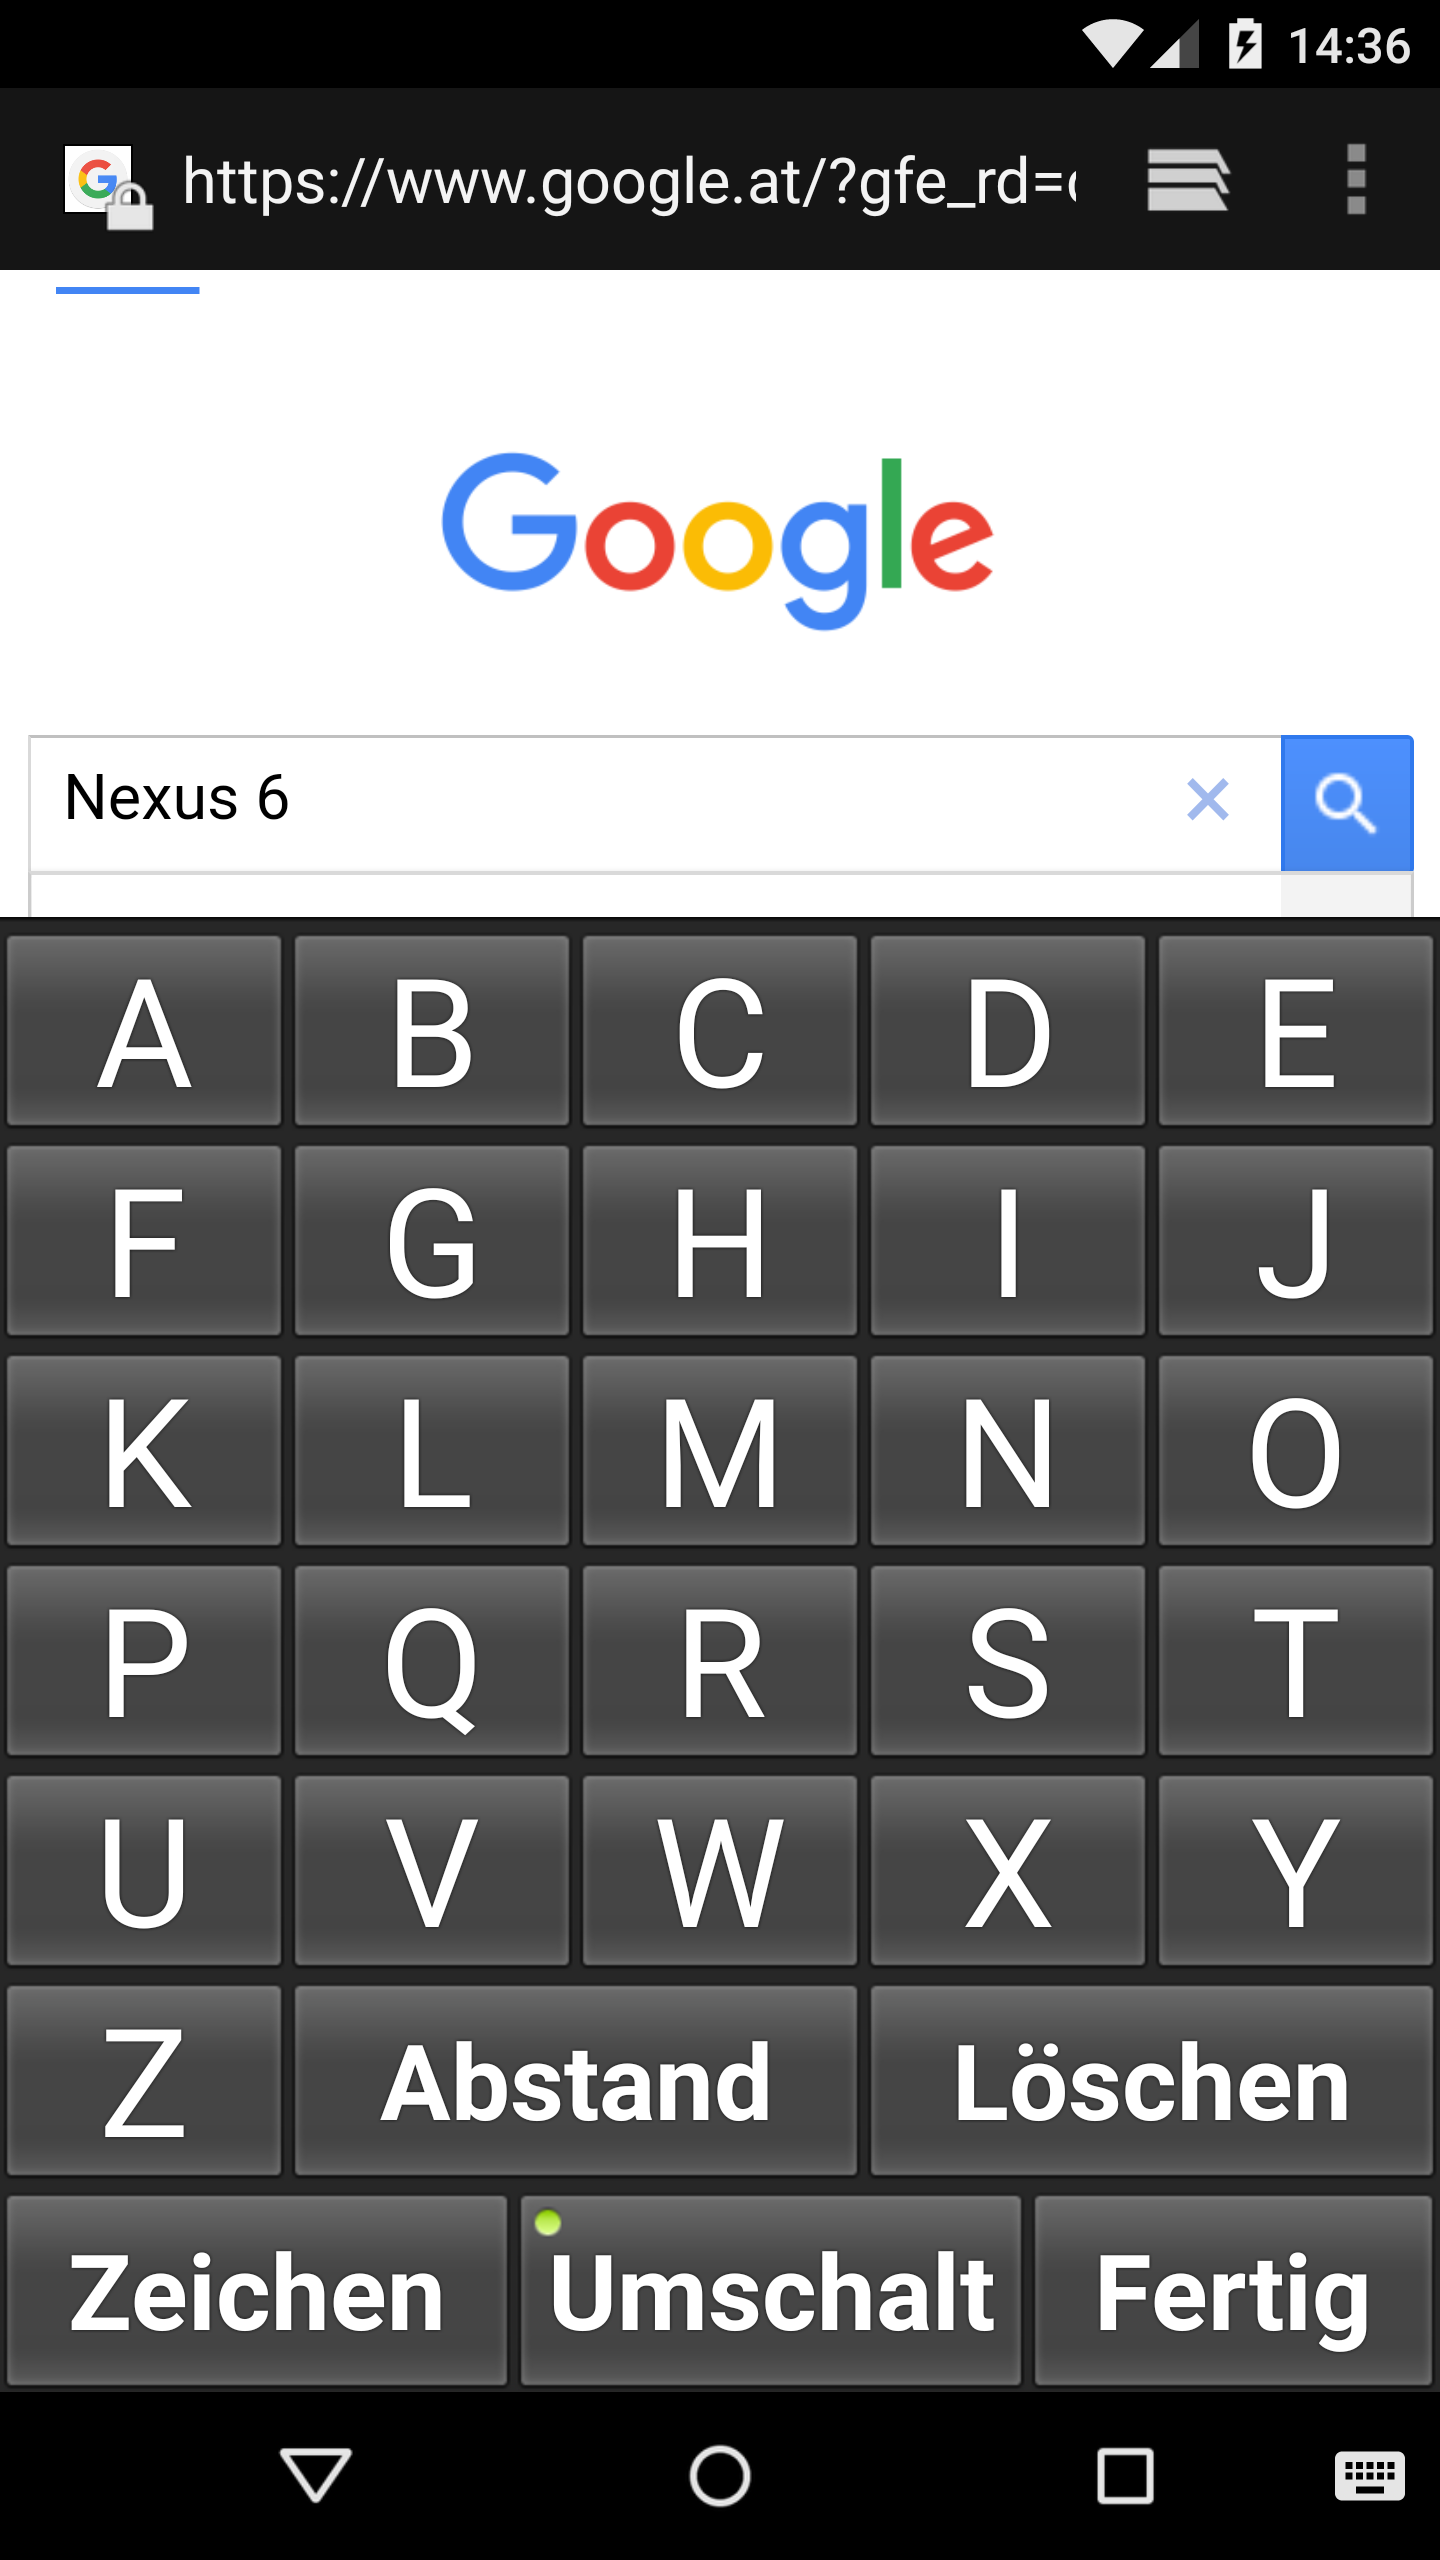 14:36
https://www.google.at/?gfe_rd=
Google
Nexus 6
A B C D E
F G H I J
K L M N O
P Q R S T
U V W X Y
Z Abstand Löschen
Zeichen Umschalt Fertig